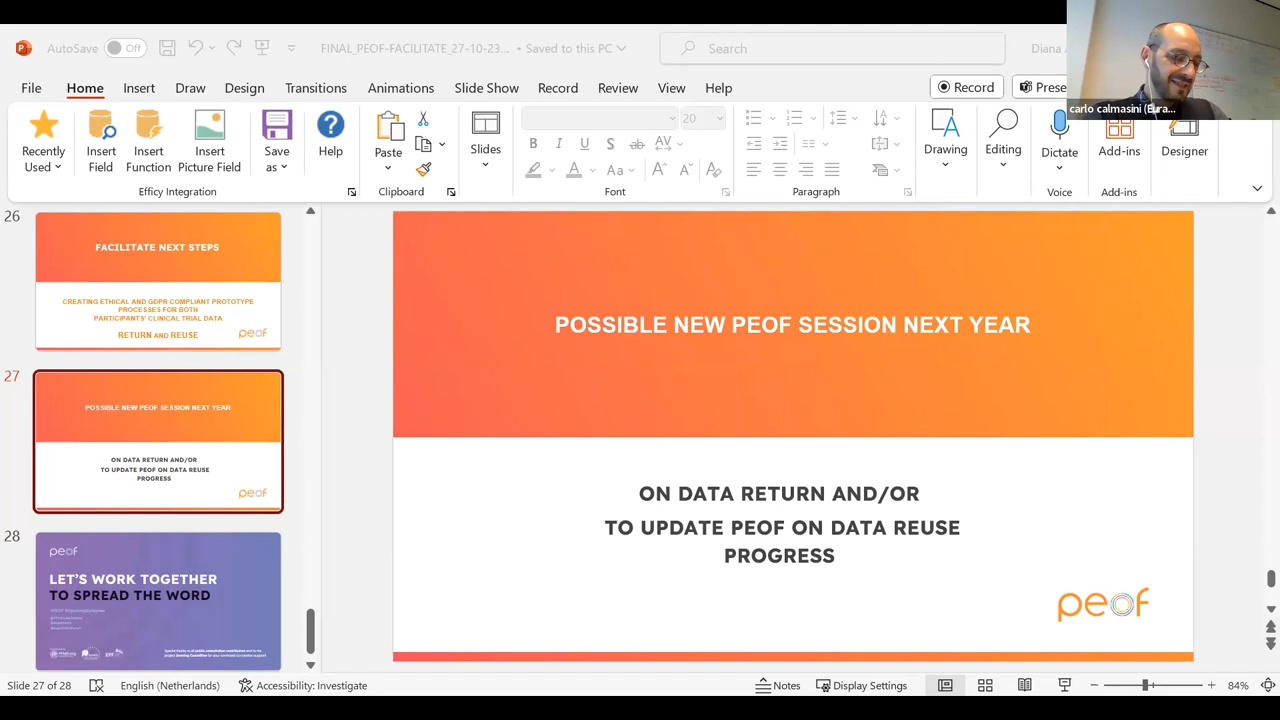 AutoSave
Off
FINAL_PEOF-FACILITATE_27-10-23... • Saved to this PC
Search
Diana
carlo calmasini (Eura...
File
Home
Insert
Draw
Design
Transitions
Animations
Slide Show
Record
Review
View
Help
Record
Prese
Recently
Used
Insert
Field
Insert
Function
Insert
Picture Field
Save
as
Help
Paste
Slides
20
Drawing
Editing
Dictate
Add-ins
Designer
Efficy Integration
Clipboard
Font
Paragraph
Voice
Add-ins
26
FACILITATE NEXT STEPS
CREATING ETHICAL AND GDPR COMPLIANT PROTOTYPE
PROCESSES FOR BOTH
PARTICIPANTS' CLINICAL TRIAL DATA
RETURN AND REUSE
peof
27
POSSIBLE NEW PEOF SESSION NEXT YEAR
ON DATA RETURN AND/OR
TO UPDATE PEOF ON DATA REUSE
PROGRESS
peof
28
peof
LET'S WORK TOGETHER
TO SPREAD THE WORD
POSSIBLE NEW PEOF SESSION NEXT YEAR
ON DATA RETURN AND/OR
TO UPDATE PEOF ON DATA REUSE
PROGRESS
peof
Slide 27 of 28
English (Netherlands)
Accessibility: Investigate
Notes
Display Settings
84%